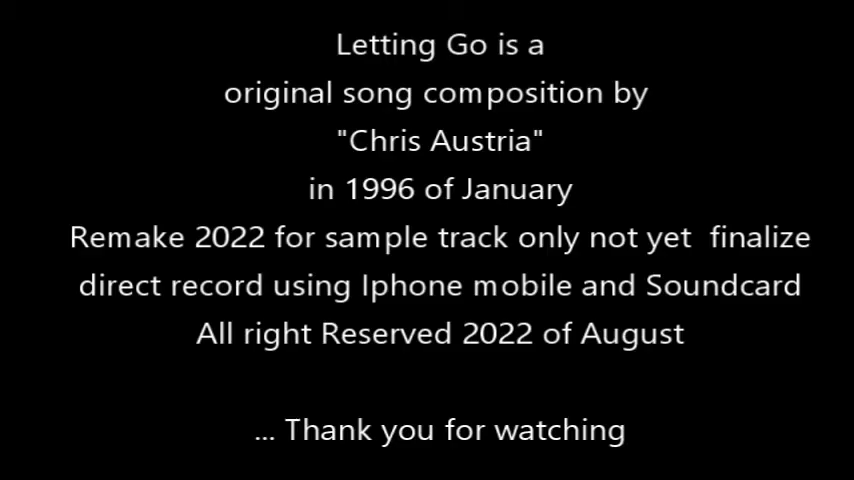 Letting Go is a
original song composition by
"Chris Austria"
in 1996 of January
Remake 2022 for sample track only not yet  finalize
direct record using Iphone mobile and Soundcard
All right Reserved 2022 of August
... Thank you for watching